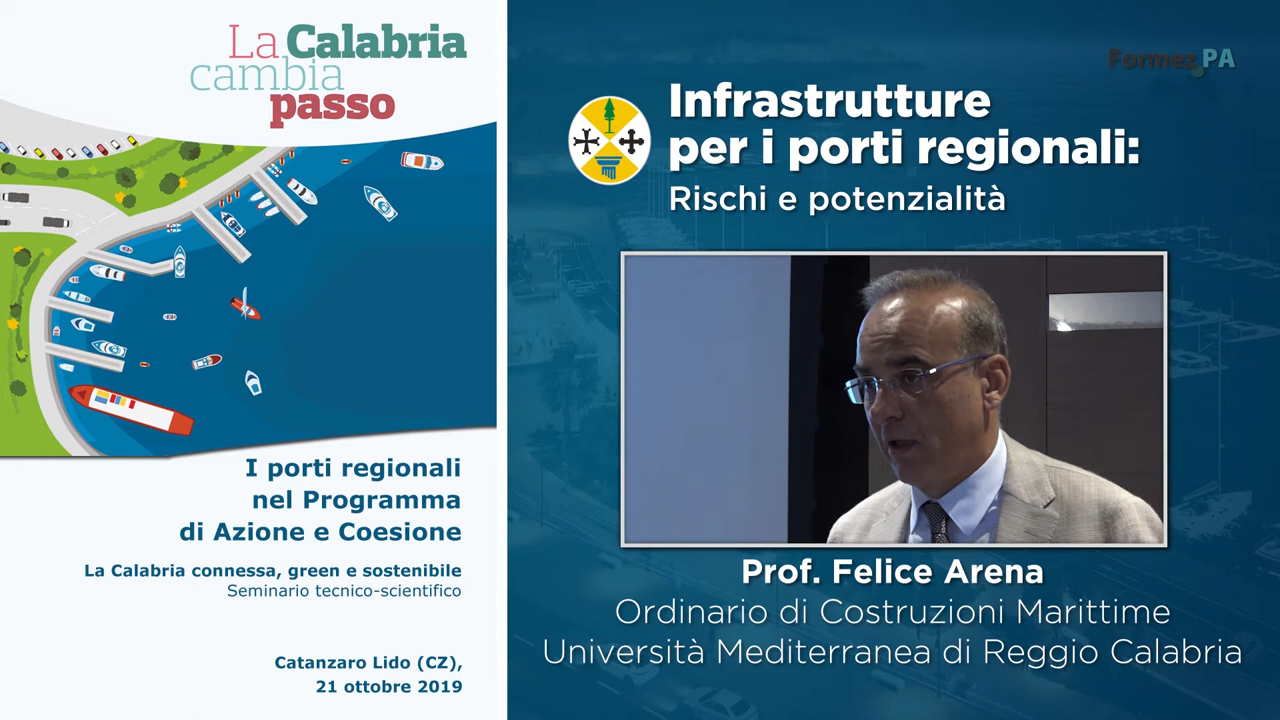 La Calabria
cambia
passo
I porti regionali
nel Programma
di Azione e Coesione
La Calabria connessa, green e sostenibile
Seminario tecnico-scientifico
Catanzaro Lido (CZ),
21 ottobre 2019
Formez PA
Infrastrutture
per i porti regionali:
Rischi e potenzialità
Prof. Felice Arena
Ordinario di Costruzioni Marittime
Università Mediterranea di Reggio Calabria